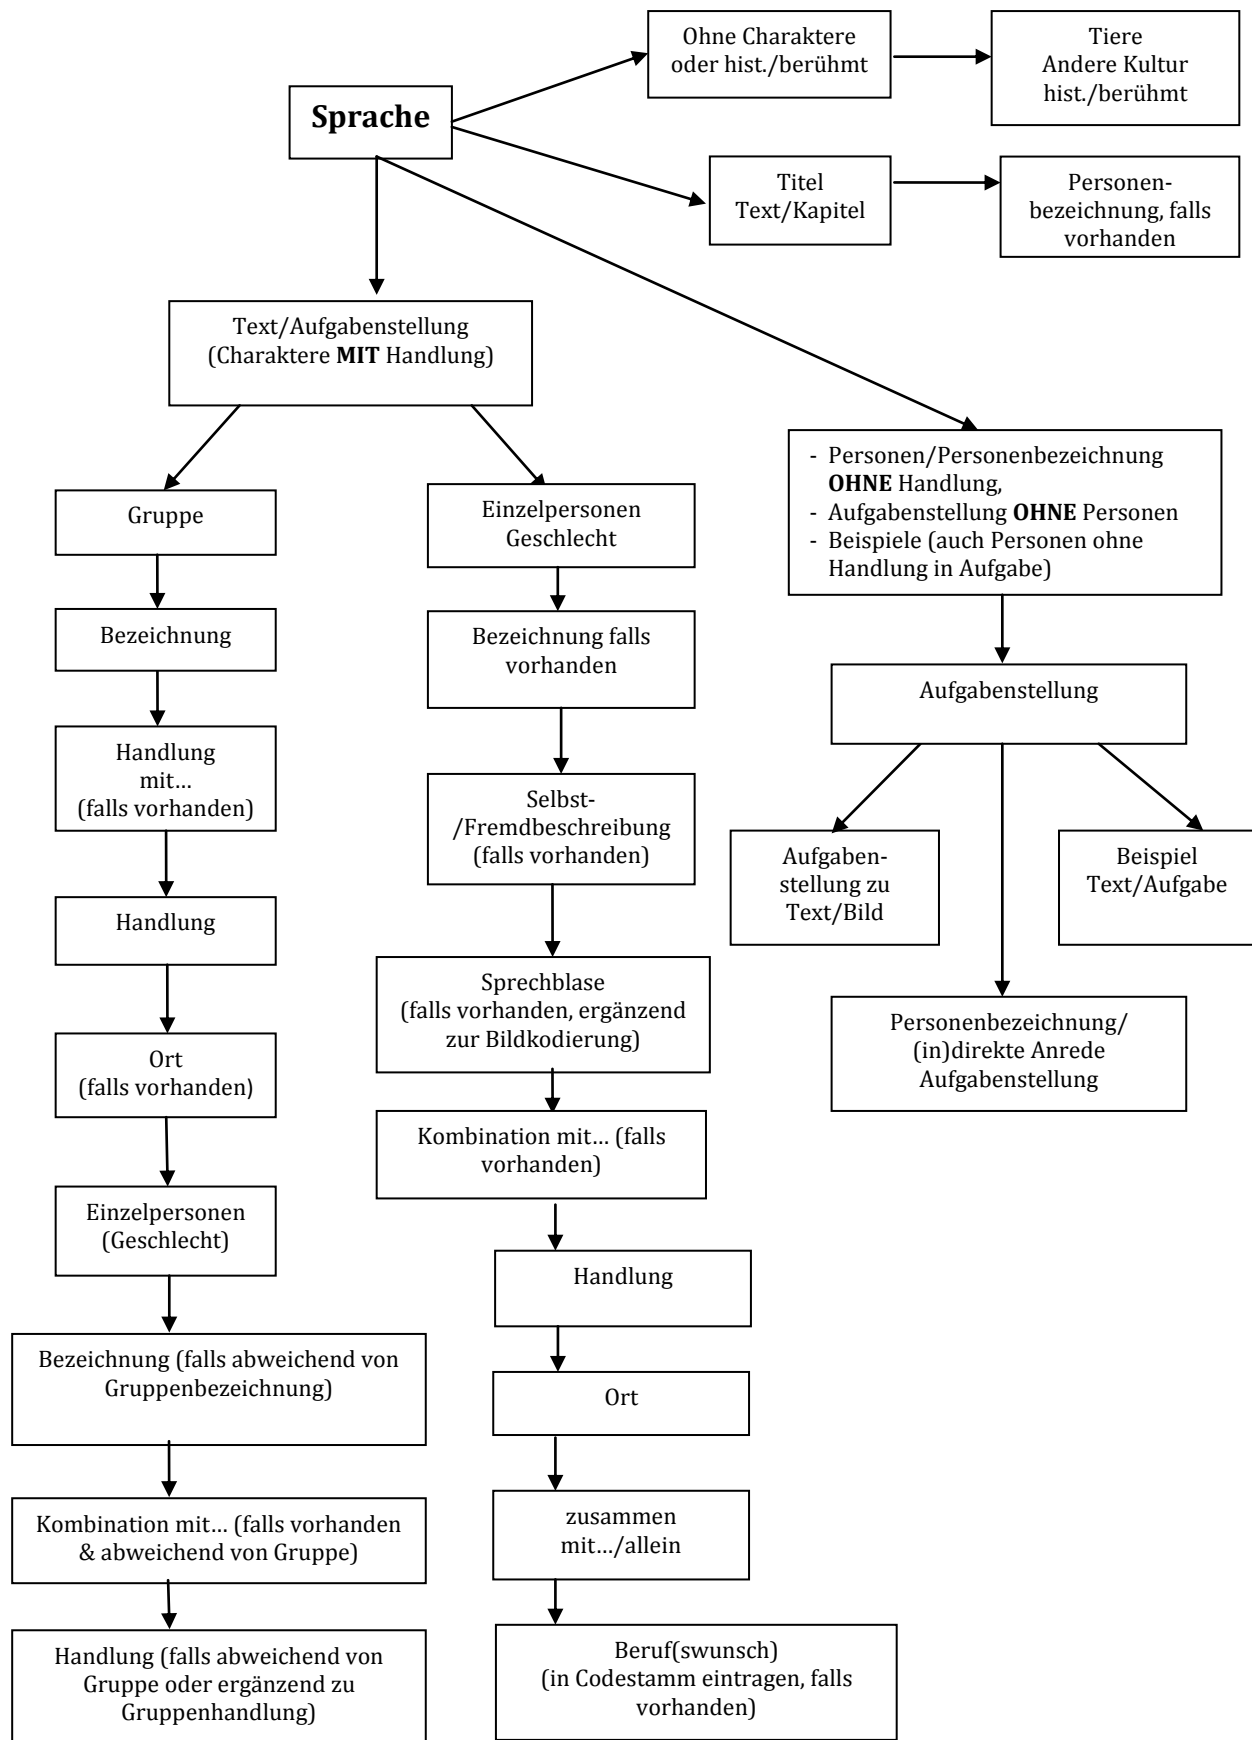 Ohne Charaktere
oder hist./berühmt
Tiere
Andere Kultur
hist./berühmt
Sprache
Titel
Text/Kapitel
Personen-
bezeichnung, falls
vorhanden
Text/Aufgabenstellung
(Charaktere MIT Handlung)
- Personen/Personenbezeichnung
OHNE Handlung,
- Aufgabenstellung OHNE Personen
- Beispiele (auch Personen ohne
Handlung in Aufgabe)
Gruppe
Bezeichnung
Handlung
mit…
(falls vorhanden)
Handlung
Ort
(falls vorhanden)
Einzelpersonen
(Geschlecht)
Bezeichnung (falls abweichend von
Gruppenbezeichnung)
Kombination mit… (falls vorhanden
& abweichend von Gruppe)
Handlung (falls abweichend von
Gruppe oder ergänzend zu
Gruppenhandlung)
Einzelpersonen
Geschlecht
Bezeichnung falls
vorhanden
Selbst-
/Fremdbeschreibung
(falls vorhanden)
Sprechblase
(falls vorhanden, ergänzend
zur Bildkodierung)
Kombination mit… (falls
vorhanden)
Handlung
Ort
zusammen
mit…/allein
Beruf(swunsch)
(in Codestamm eintragen, falls
vorhanden)
Aufgabenstellung
Aufgaben-
stellung zu
Text/Bild
Beispiel
Text/Aufgabe
Personenbezeichnung/
(in)direkte Anrede
Aufgabenstellung